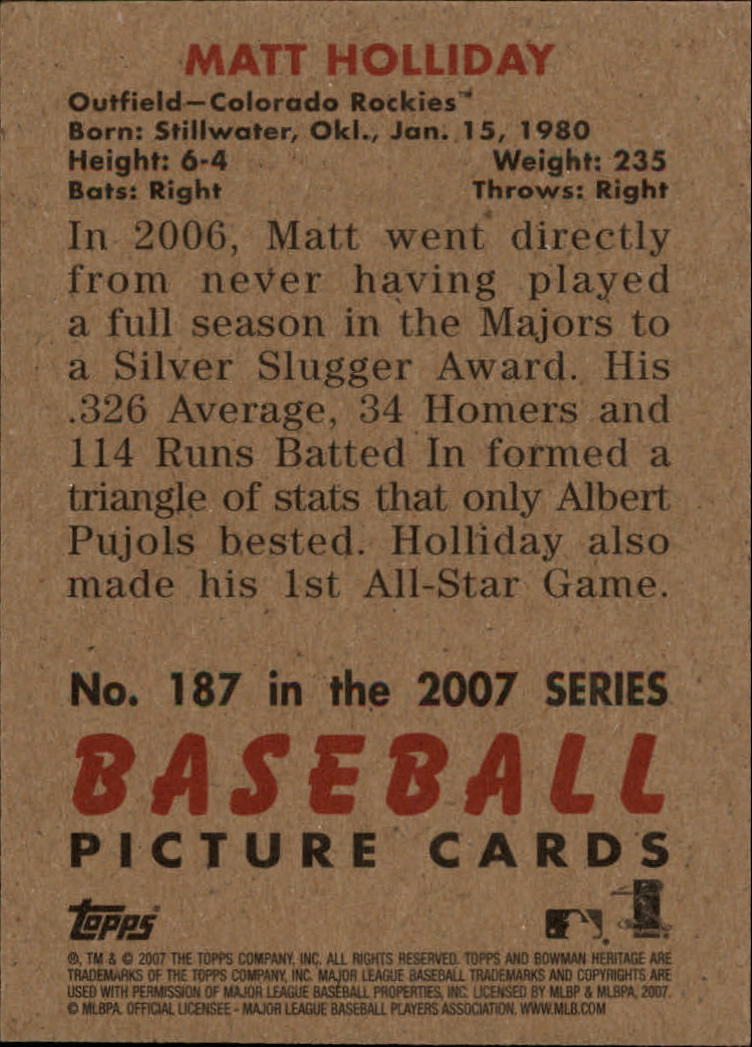 MATT HOLLIDAY
Outfield—Colorado Rockies™
Born: Stillwater, Okl., Jan. 15, 1980
Height: 6-4 Weight: 235
Bats: Right Throws: Right
In 2006, Matt went directly
from never having played
a full season in the Majors to
a Silver Slugger Award. His
.326 Average, 34 Homers and
114 Runs Batted In formed a
triangle of stats that only Albert
Pujols bested. Holliday also
made his 1st All-Star Game.
No. 187 in the 2007 SERIES
BASEBALL
PICTURE CARDS
Topps
®, TM & © 2007 THE TOPPS COMPANY, INC. ALL RIGHTS RESERVED. TOPPS AND BOWMAN HERITAGE ARE
TRADEMARKS OF THE TOPPS COMPANY, INC. MAJOR LEAGUE BASEBALL TRADEMARKS AND COPYRIGHTS ARE
USED WITH PERMISSION OF MAJOR LEAGUE BASEBALL PROPERTIES, INC. LICENSED BY MLBP & MLBPA, 2007.
© MLBPA. OFFICIAL LICENSEE - MAJOR LEAGUE BASEBALL PLAYERS ASSOCIATION. WWW.MLB.COM